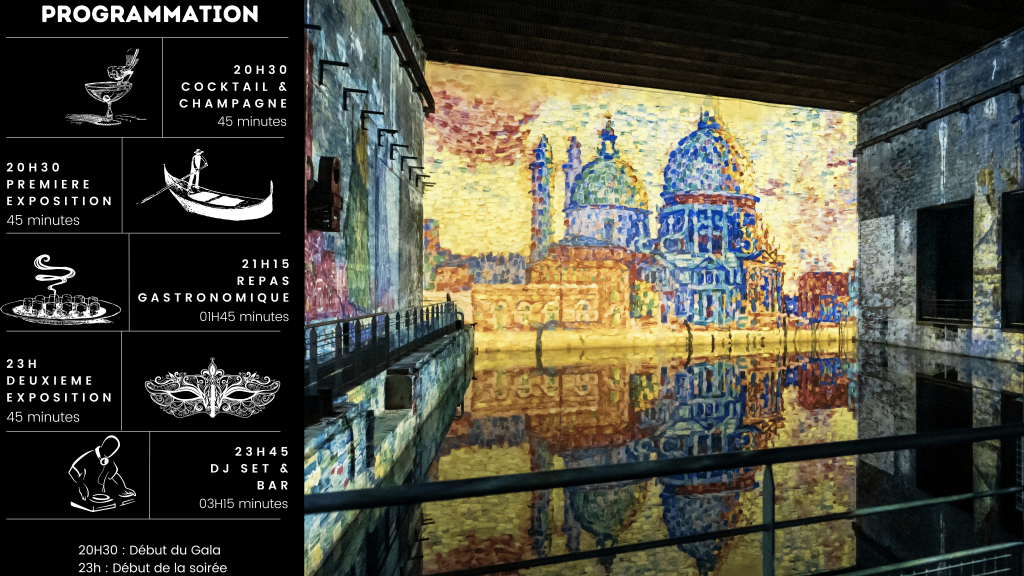 PROGRAMMATION
20H30
COCKTAIL &
CHAMPAGNE
45 minutes
20H30
PREMIERE
EXPOSITION
45 minutes
21H15
REPAS
GASTRONOMIQUE
01H45 minutes
23H
DEUXIEME
EXPOSITION
45 minutes
23H45
DJ SET &
BAR
03H15 minutes
20H30 : Début du Gala
23h : Début de la soirée